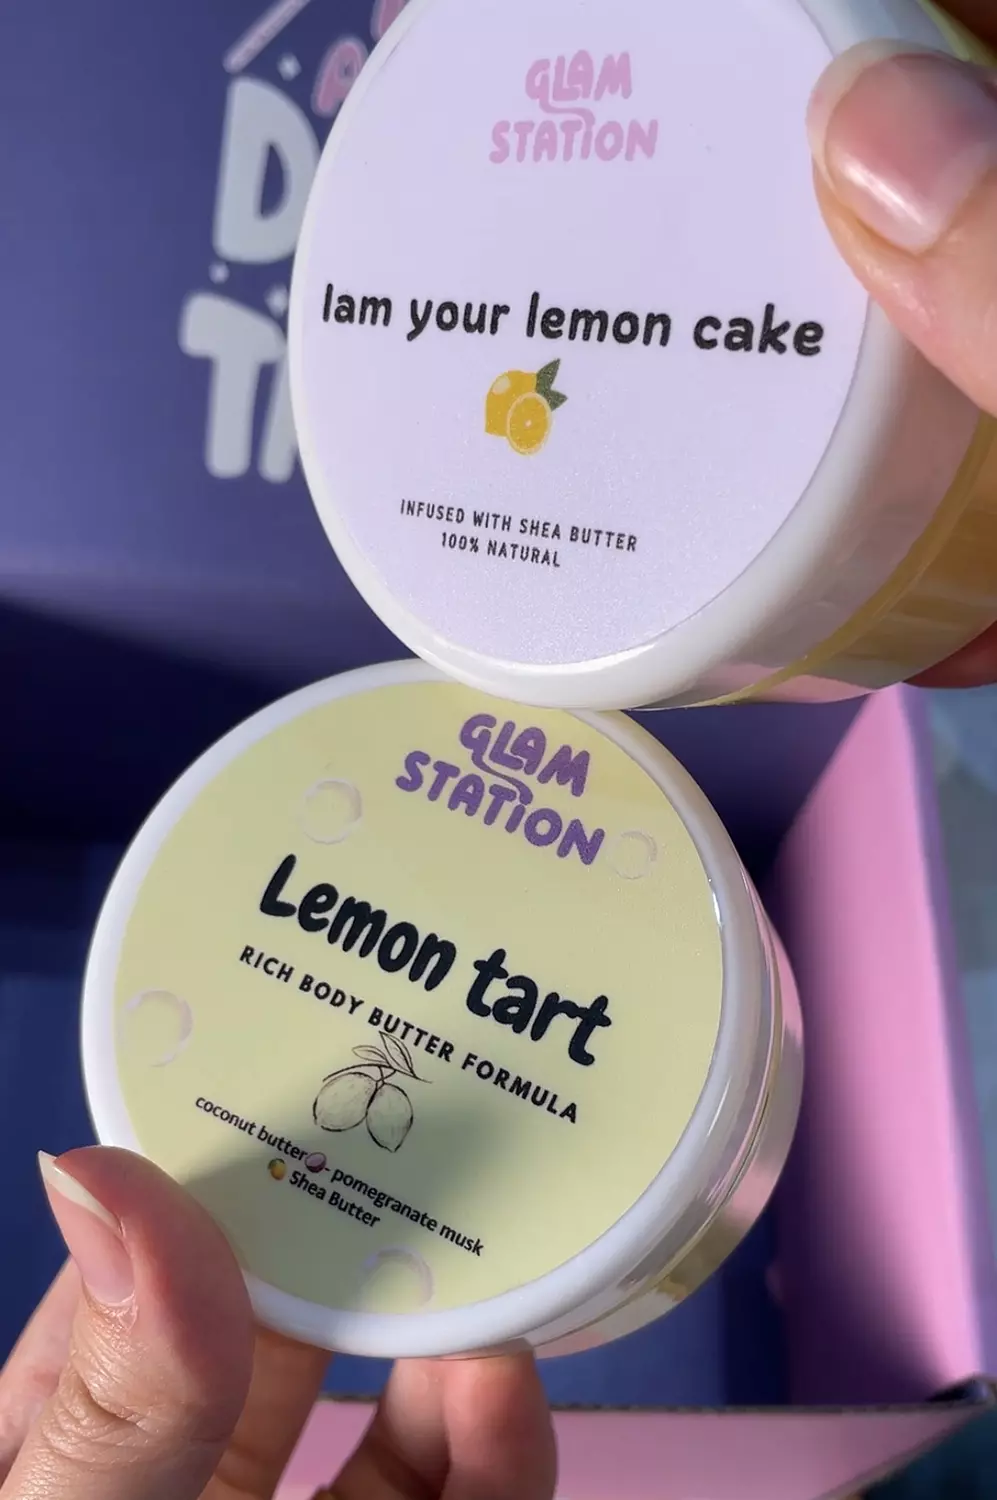 GLAM
STATION
Iam your lemon cake
INFUSED WITH SHEA BUTTER
100% NATURAL
GLAM
STATION
Lemon tart
RICH BODY BUTTER FORMULA
coconut butter - pomegranate musk
Shea Butter